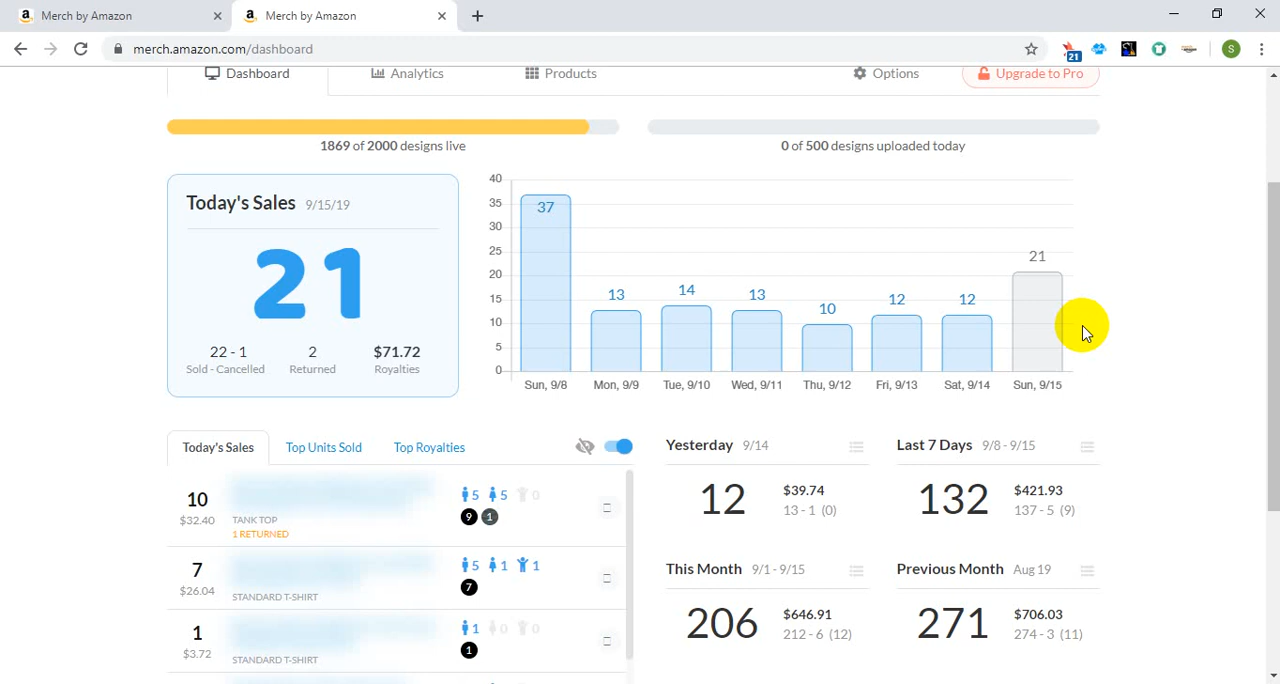 Merch by Amazon
Merch by Amazon
merch.amazon.com/dashboard
21
S
Dashboard
Analytics
Products
Options
Upgrade to Pro
1869 of 2000 designs live
0 of 500 designs uploaded today
Today's Sales 9/15/19
21
22 - 1
Sold - Cancelled
2
Returned
$71.72
Royalties
40
35
30
25
20
15
10
5
0
37
13
14
13
10
12
12
21
Sun, 9/8
Mon, 9/9
Tue, 9/10
Wed, 9/11
Thu, 9/12
Fri, 9/13
Sat, 9/14
Sun, 9/15
Today's Sales
Top Units Sold
Top Royalties
10
$32.40
TANK TOP
1 RETURNED
5 5 0
9 1
7
$26.04
STANDARD T-SHIRT
5 1 1
7
1
$3.72
STANDARD T-SHIRT
1 0 0
1
Yesterday 9/14
12
$39.74
13 - 1 (0)
Last 7 Days 9/8 - 9/15
132
$421.93
137 - 5 (9)
This Month 9/1 - 9/15
206
$646.91
212 - 6 (12)
Previous Month Aug 19
271
$706.03
274 - 3 (11)